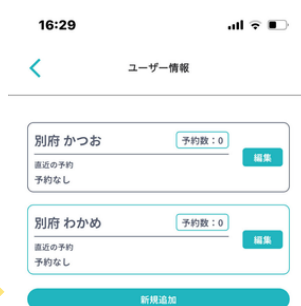 16:29
ユーザー情報
別府 かつお
予約数：0
直近の予約
編集
予約なし
別府 わかめ
予約数：0
直近の予約
編集
予約なし
新規追加